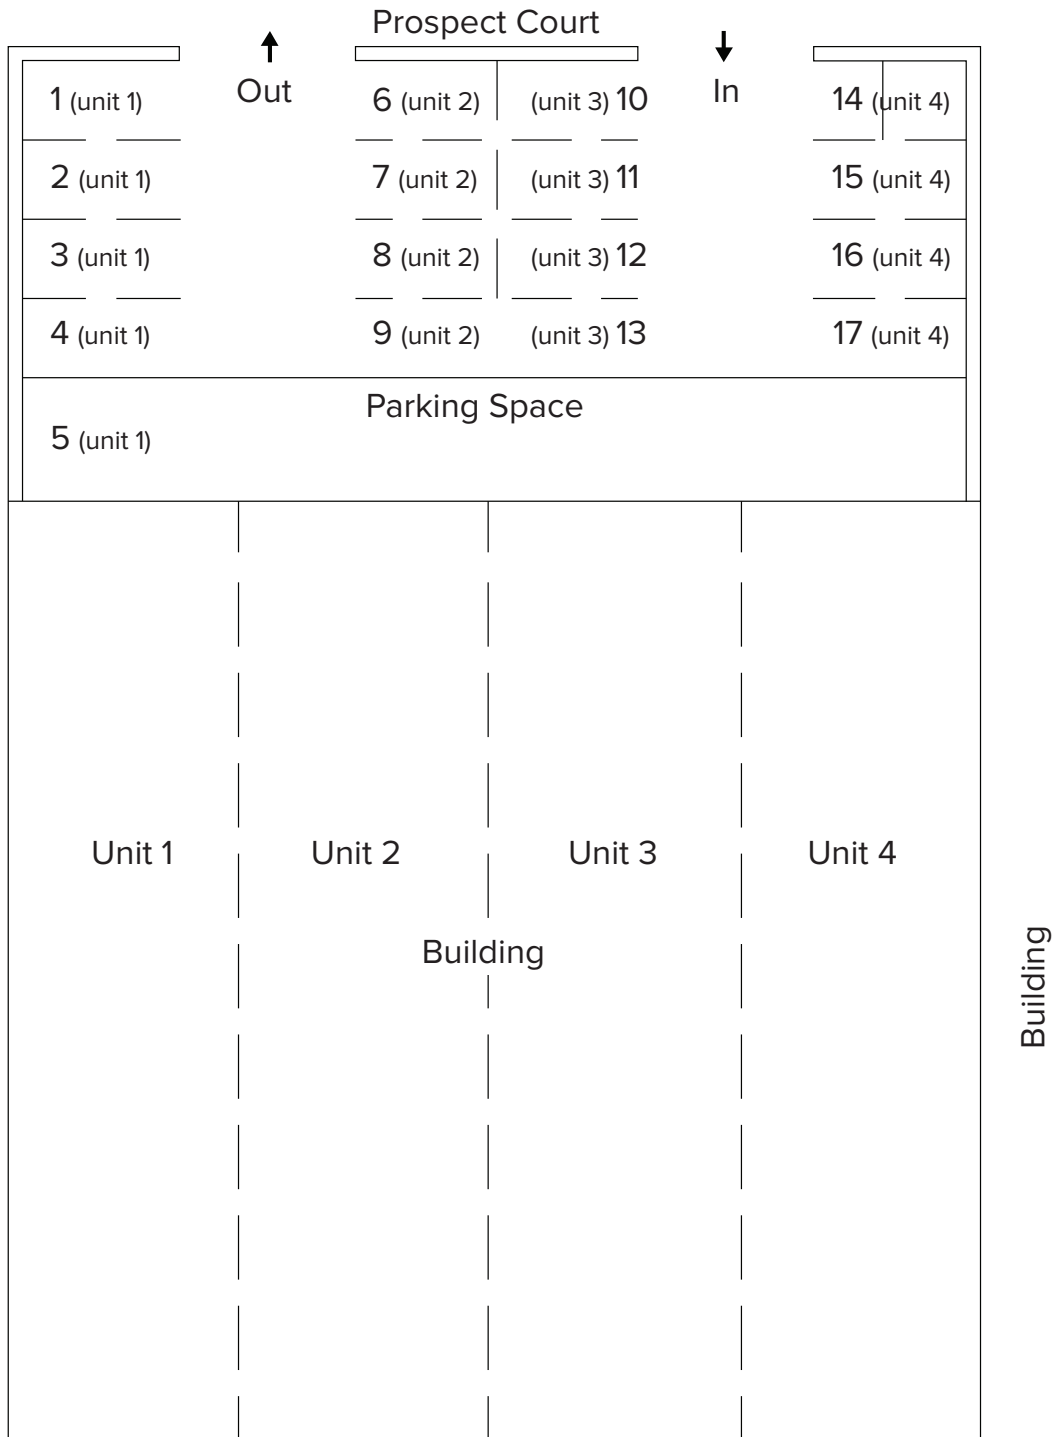 Prospect Court
Out
In
1 (unit 1)
6 (unit 2)
(unit 3) 10
14 (unit 4)
2 (unit 1)
7 (unit 2)
(unit 3) 11
15 (unit 4)
3 (unit 1)
8 (unit 2)
(unit 3) 12
16 (unit 4)
4 (unit 1)
9 (unit 2)
(unit 3) 13
17 (unit 4)
Parking Space
5 (unit 1)
Unit 1
Unit 2
Unit 3
Unit 4
Building
Building